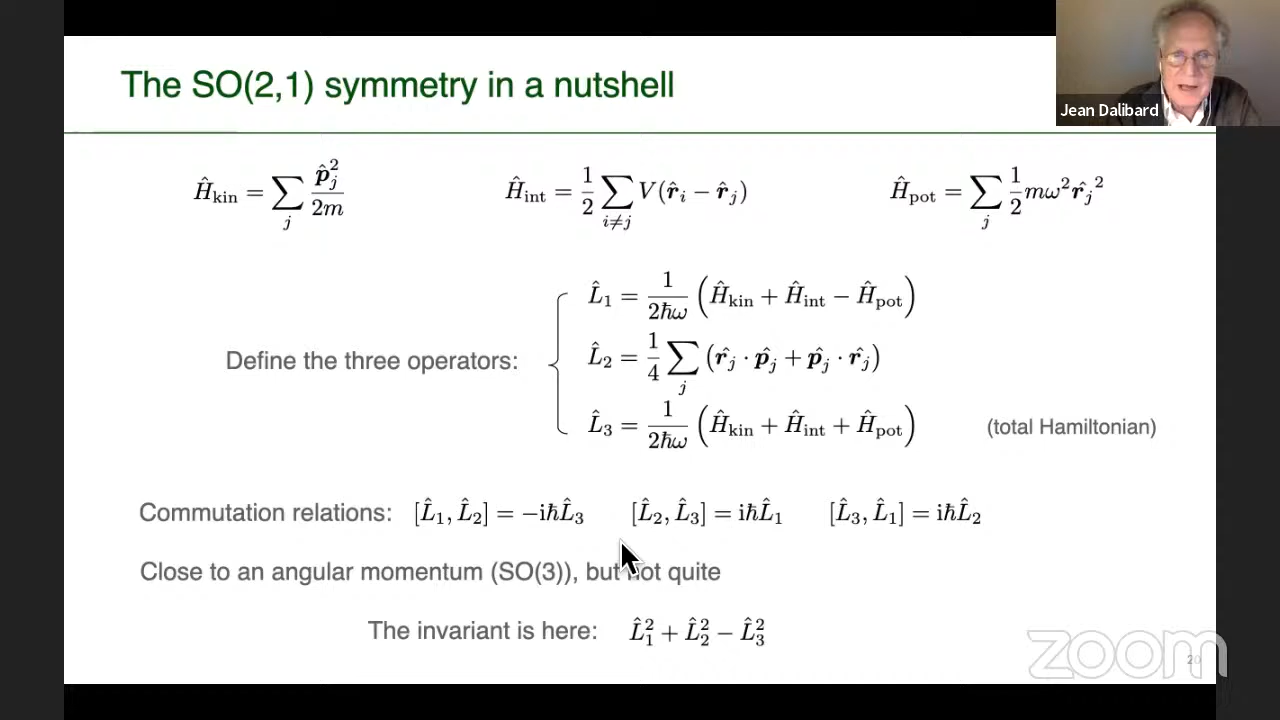 The SO(2,1) symmetry in a nutshell
Jean Dalibard
Ĥ_kin = ∑_j p̂_j² / 2m    Ĥ_int = 1/2 ∑_{i≠j} V(r̂_i − r̂_j)    Ĥ_pot = ∑_j 1/2 mω² r̂_j²
L̂₁ = 1/(2ħω) (Ĥ_kin + Ĥ_int − Ĥ_pot)
Define the three operators: L̂₂ = 1/4 ∑_j (r̂_j · p̂_j + p̂_j · r̂_j)
L̂₃ = 1/(2ħω) (Ĥ_kin + Ĥ_int + Ĥ_pot) (total Hamiltonian)
Commutation relations: [L̂₁, L̂₂] = −iħL̂₃    [L̂₂, L̂₃] = iħL̂₁    [L̂₃, L̂₁] = iħL̂₂
Close to an angular momentum (SO(3)), but not quite
The invariant is here: L̂₁² + L̂₂² − L̂₃²
zoom
20